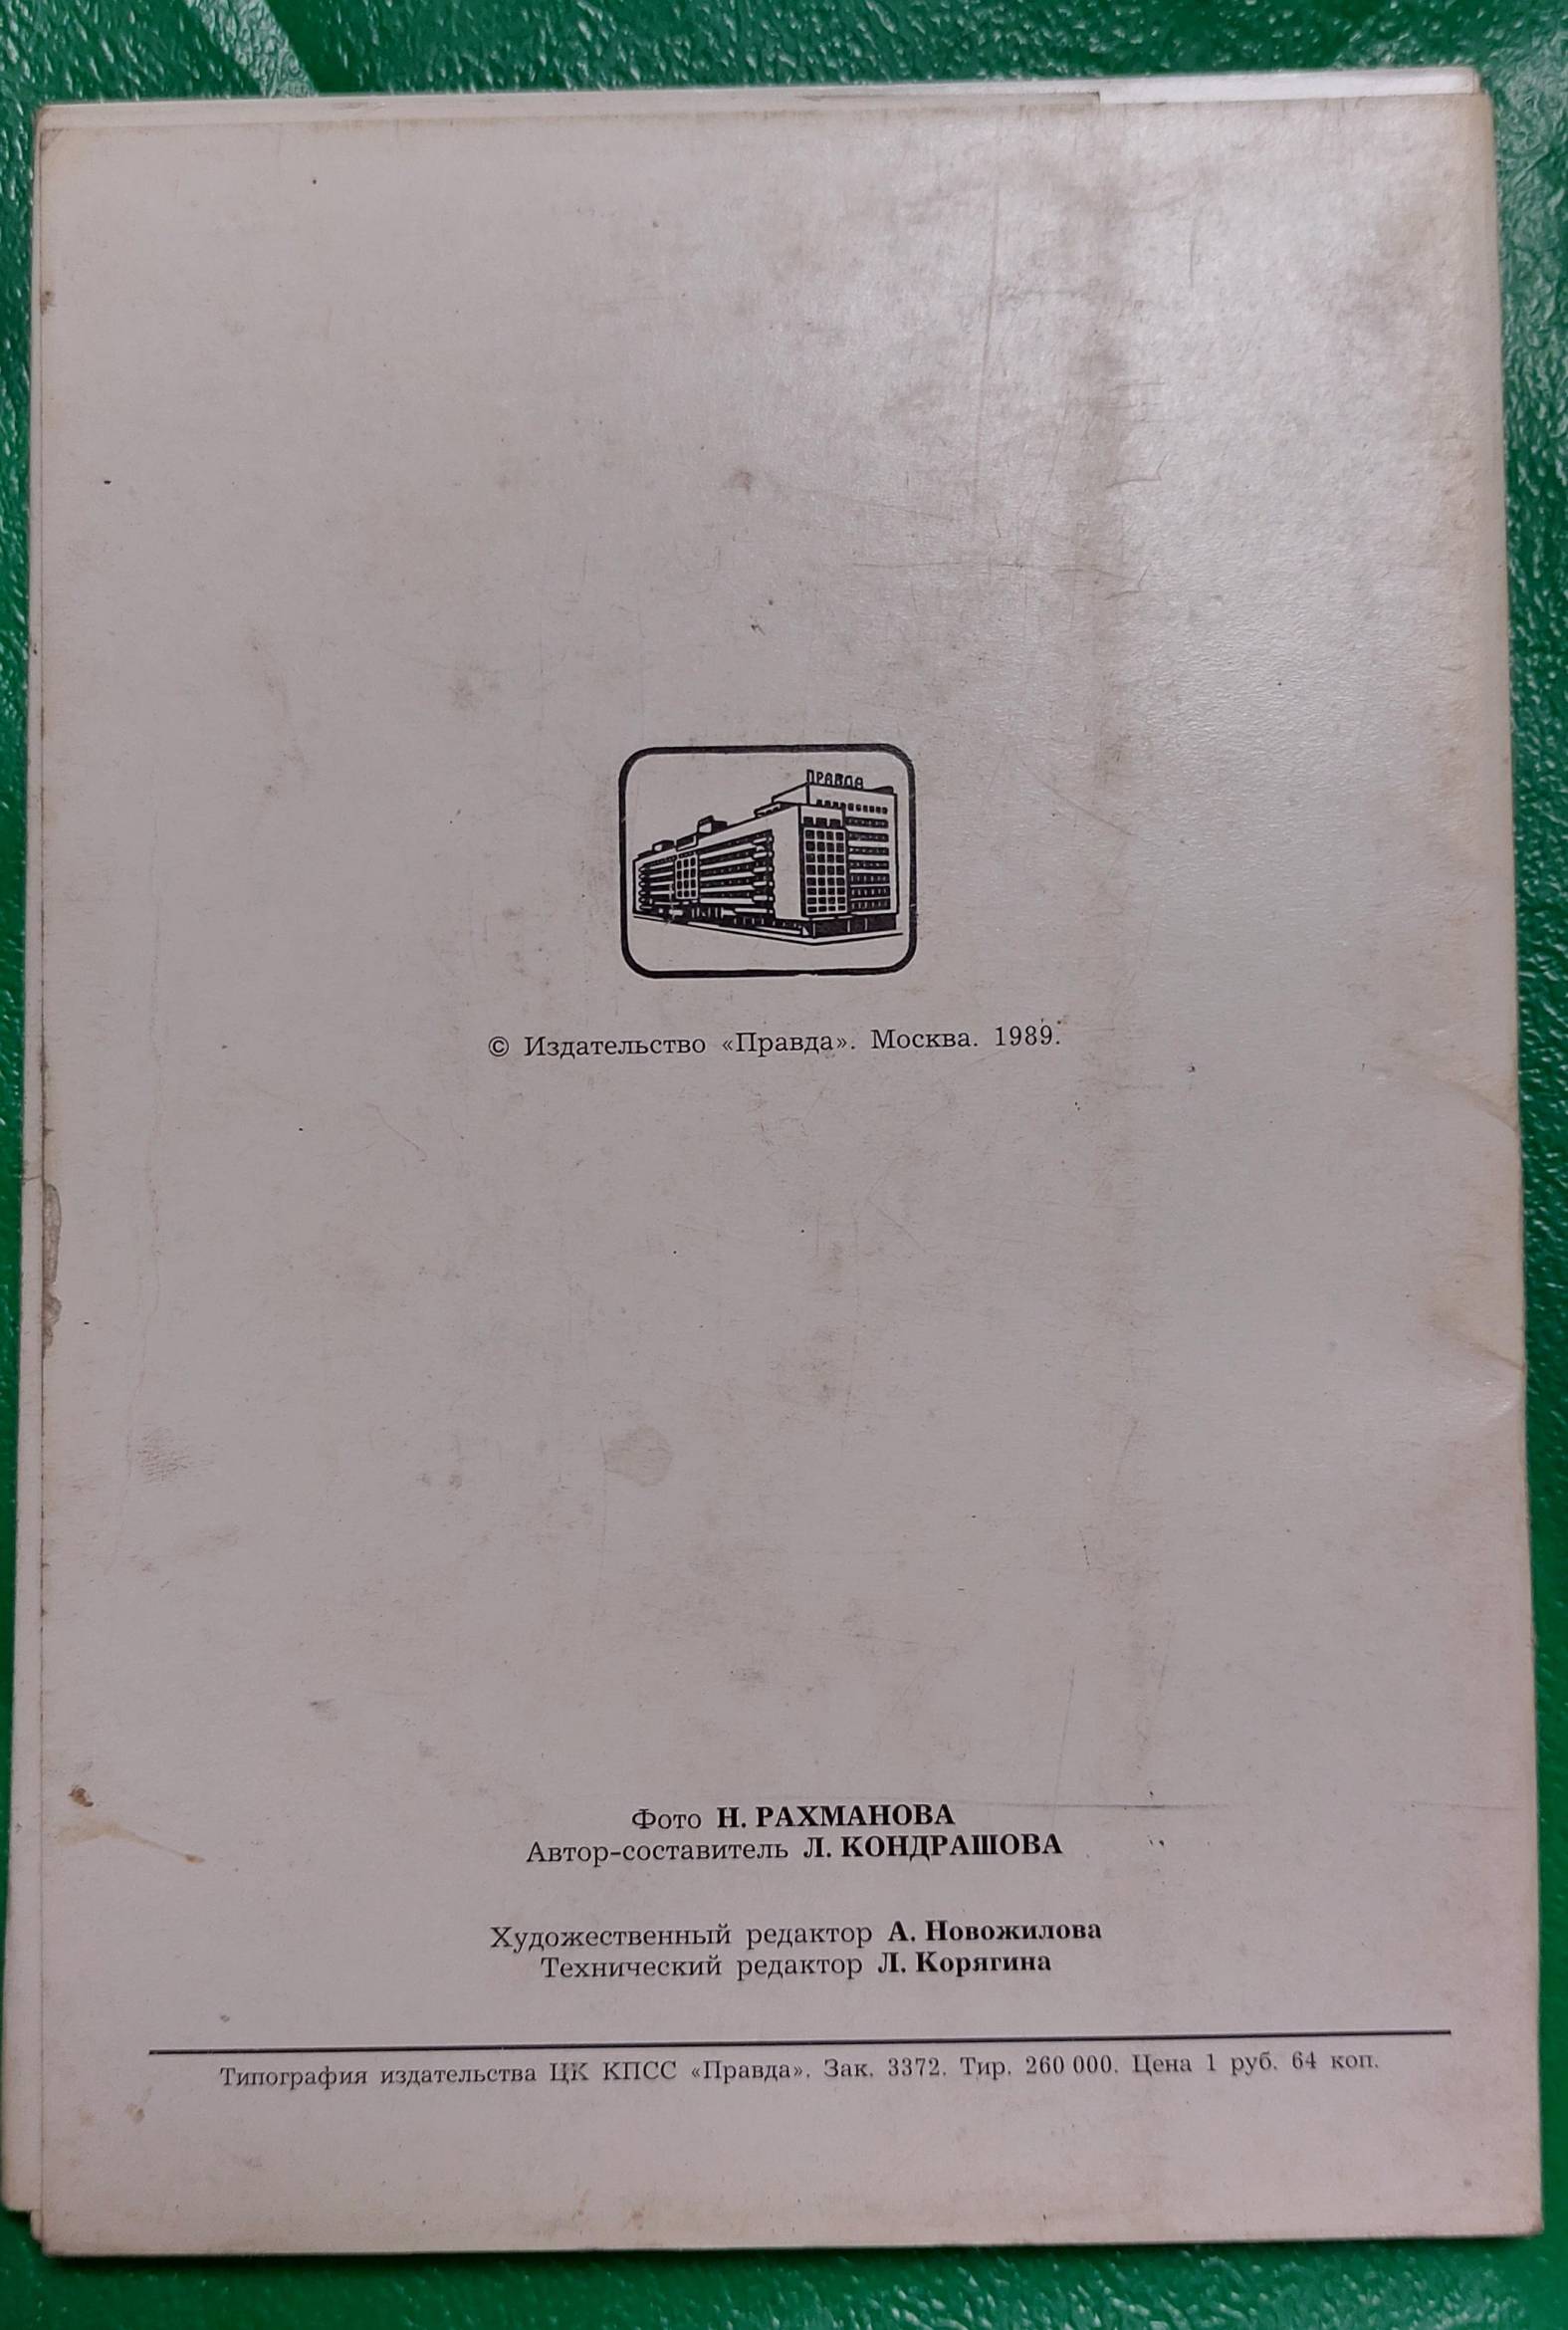 ПРАВДА
© Издательство «Правда». Москва. 1989.
Фото Н. РАХМАНОВА
Автор-составитель Л. КОНДРАШОВА
Художественный редактор А. Новожилова
Технический редактор Л. Корягина
Типография издательства ЦК КПСС «Правда». Зак. 3372. Тир. 260 000. Цена 1 руб. 64 коп.